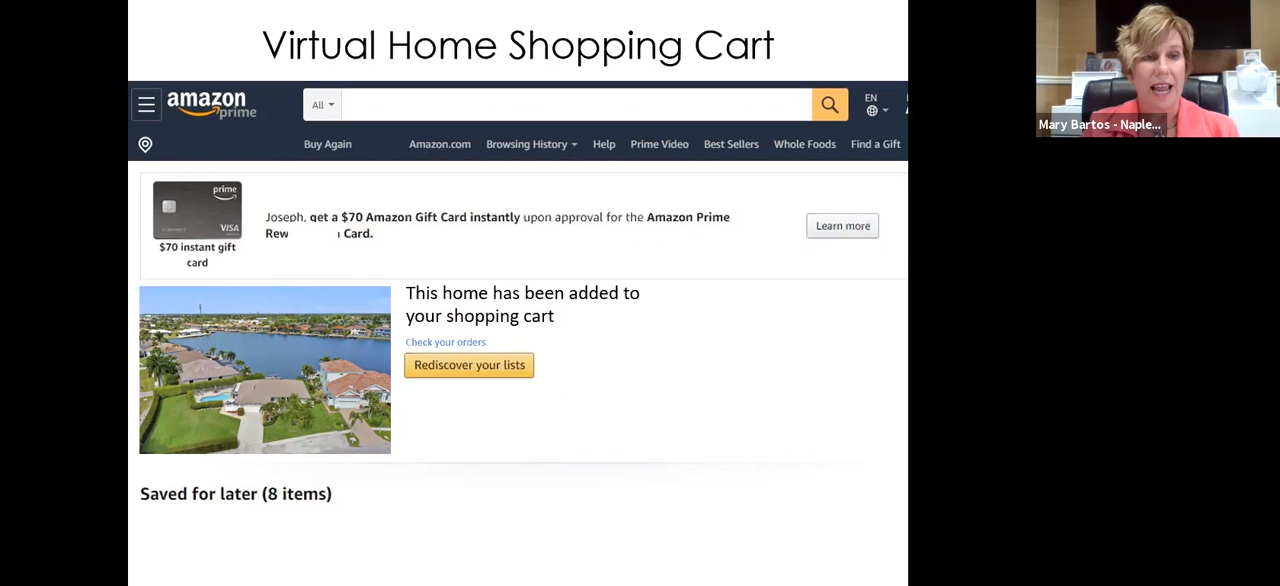 Virtual Home Shopping Cart
amazon
prime
All
EN
Buy Again
Amazon.com
Browsing History
Help
Prime Video
Best Sellers
Whole Foods
Find a Gift
prime
VISA
$70 instant gift
card
Joseph, get a $70 Amazon Gift Card instantly upon approval for the Amazon Prime
Rew Card.
Learn more
This home has been added to
your shopping cart
Check your orders
Rediscover your lists
Saved for later (8 items)
Mary Bartos - Naple...